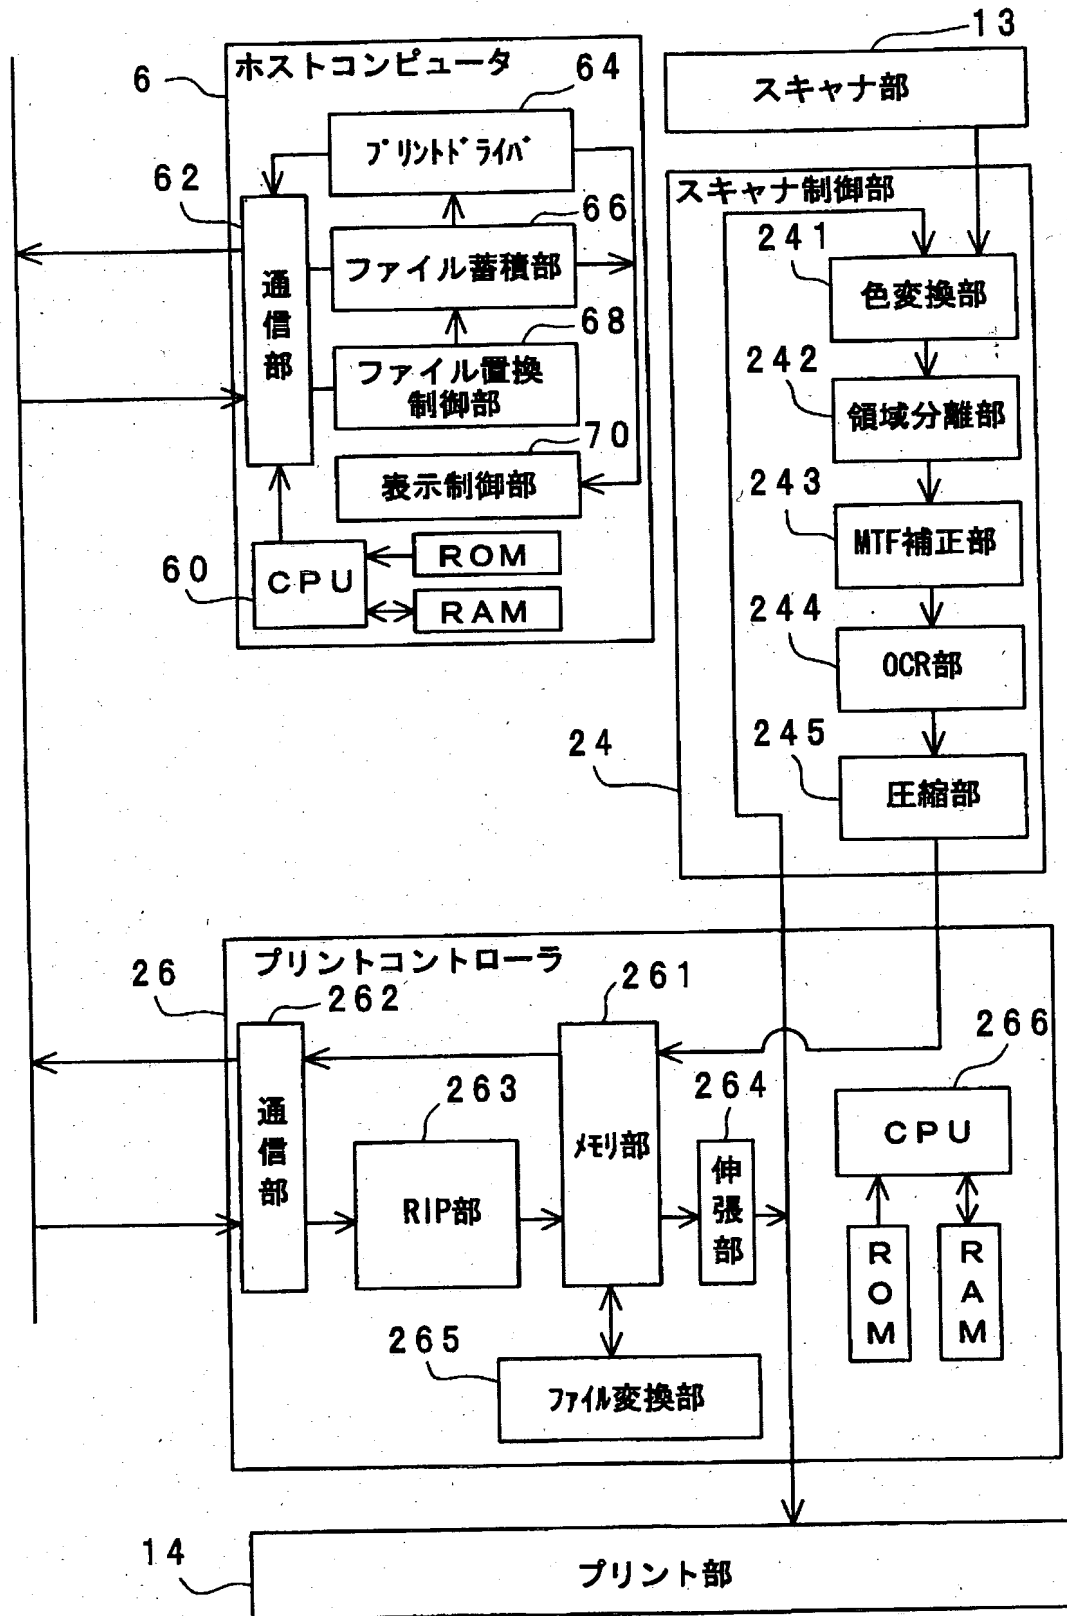 13
6
ホストコンピュータ
64
スキャナ部
プリントドライバ
62
スキャナ制御部
66
241
通信部
ファイル蓄積部
色変換部
68
242
ファイル置換
制御部
領域分離部
70
243
表示制御部
MTF補正部
60
CPU
ROM
RAM
244
OCR部
24
245
圧縮部
26
プリントコントローラ
262
261
266
263
264
通信部
CPU
メモリ部
伸張部
RIP部
ROM
RAM
265
ファイル変換部
14
プリント部